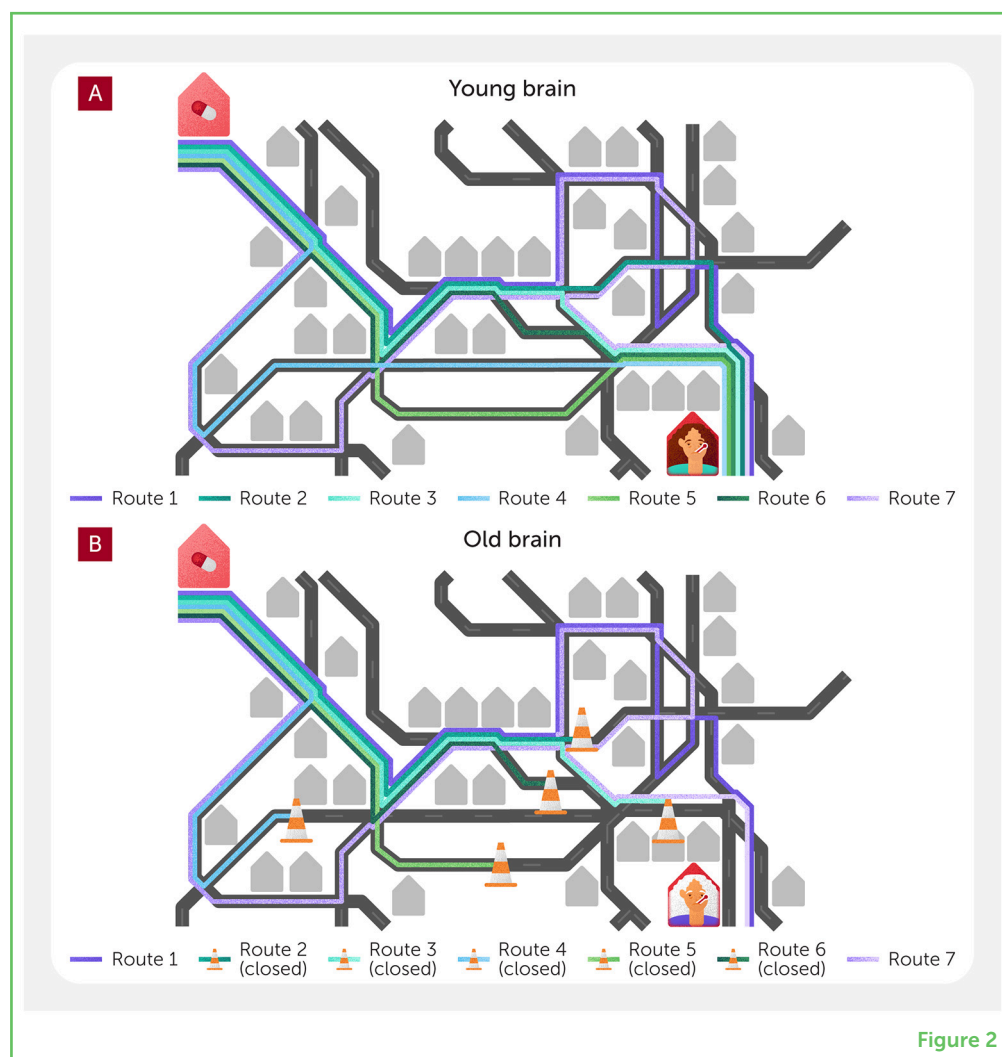 A
Young brain
Route 1 Route 2 Route 3 Route 4 Route 5 Route 6 Route 7
B
Old brain
Route 1 Route 2 (closed) Route 3 (closed) Route 4 (closed) Route 5 (closed) Route 6 (closed) Route 7
Figure 2